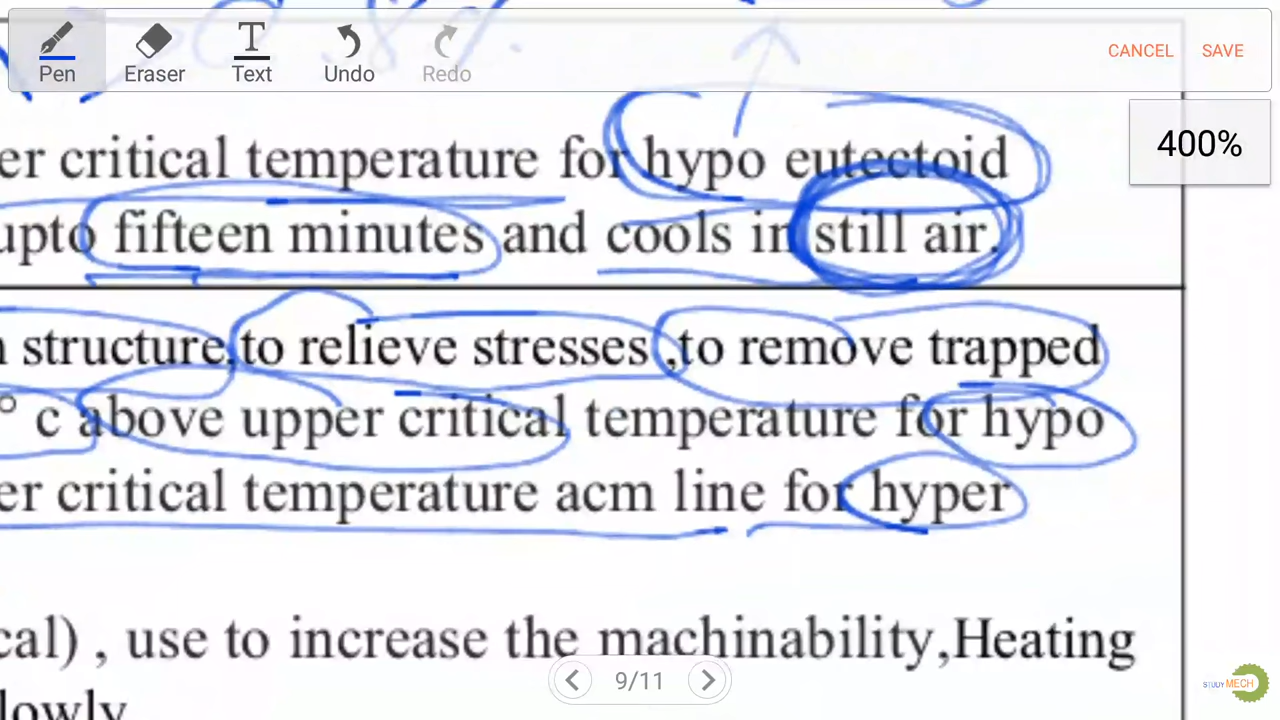 Pen Eraser Text Undo Redo CANCEL SAVE
400%
er critical temperature for hypo eutectoid
upto fifteen minutes and cools in still air.
structure,to relieve stresses ,to remove trapped
° c above upper critical temperature for hypo
er critical temperature acm line for hyper
cal) , use to increase the machinability,Heating
9/11
lowly
STUDY MECH